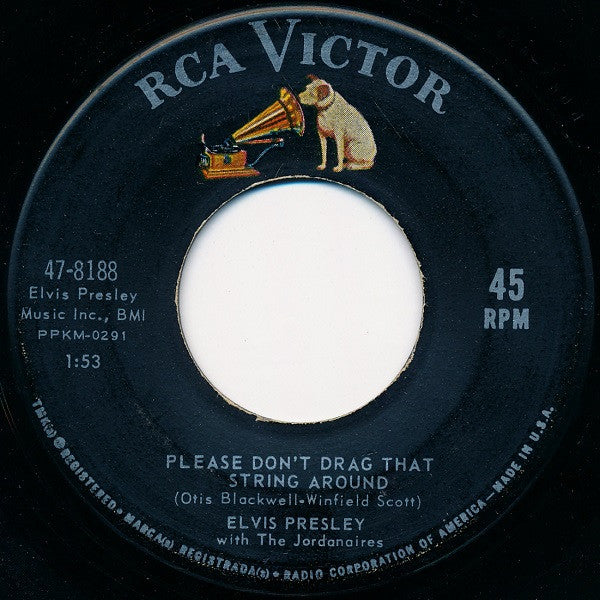 RCA VICTOR
47-8188
Elvis Presley
Music Inc., BMI
PPKM-0291
1:53
45
RPM
PLEASE DON'T DRAG THAT
STRING AROUND
(Otis Blackwell-Winfield Scott)
ELVIS PRESLEY
with The Jordanaires
TMK(s) ® REGISTERED • MARCA(s) REGISTRADA(s) • RADIO CORPORATION OF AMERICA—MADE IN U.S.A.